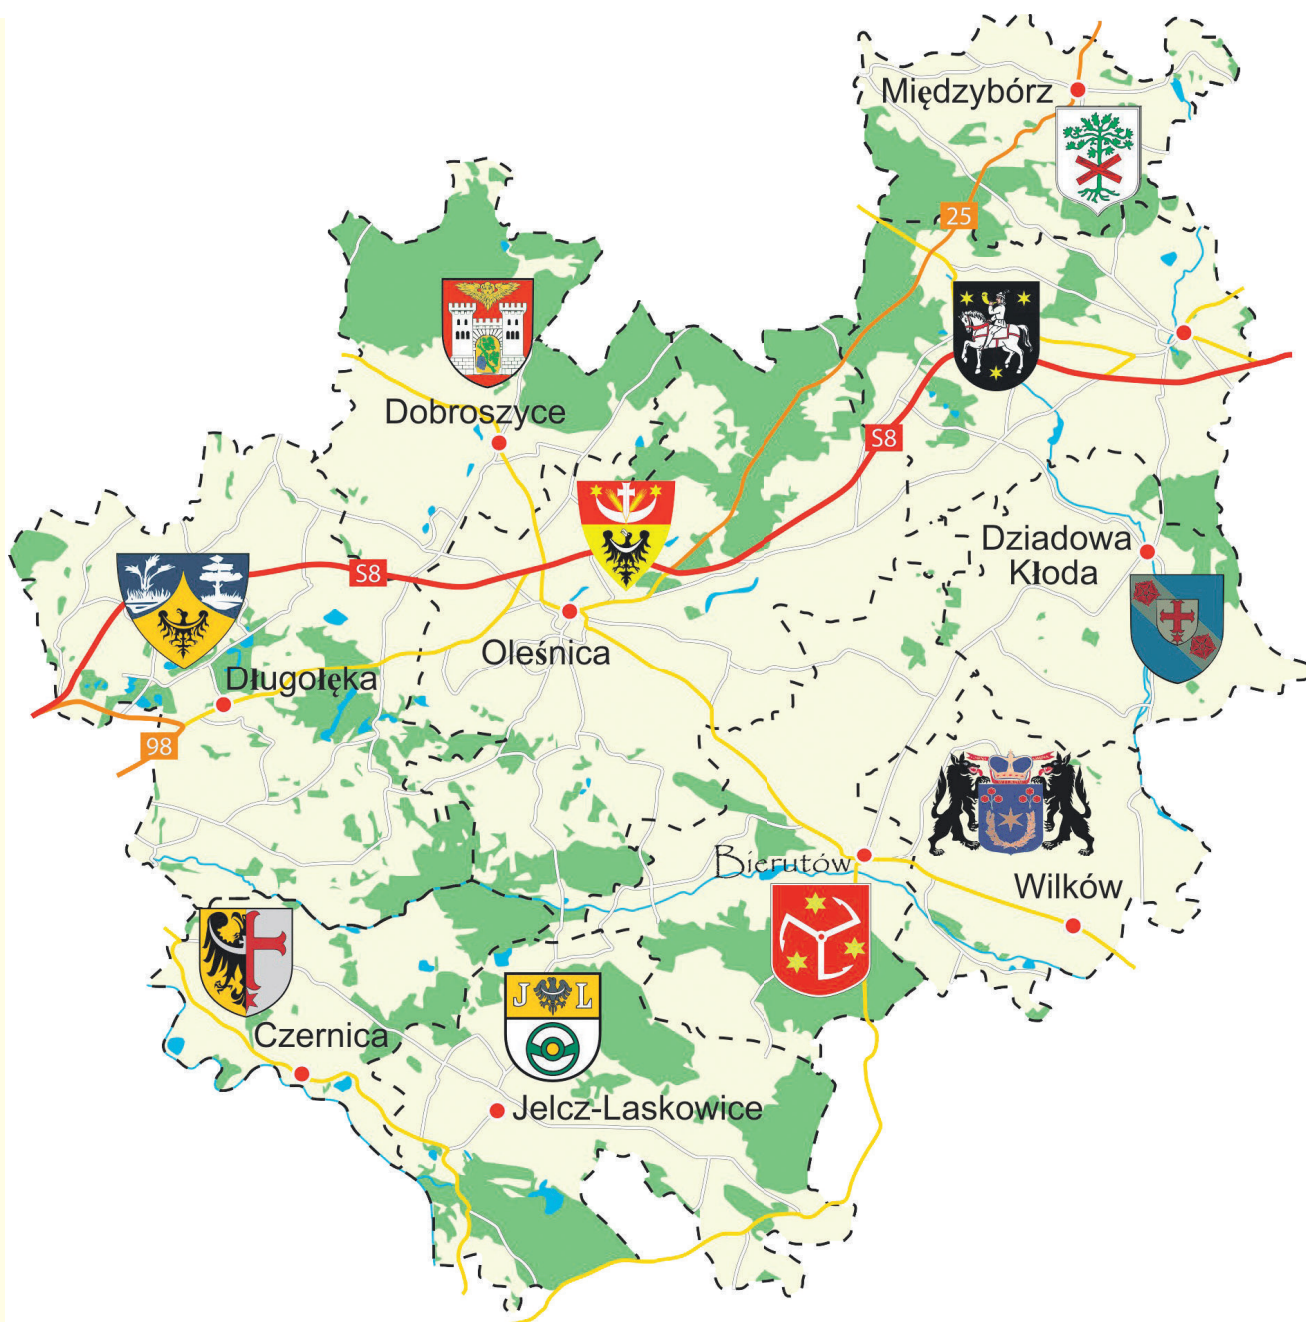 Międzybórz
25
Dobroszyce
S8
Dziadowa
Kłoda
S8
Oleśnica
Długołęka
98
Bierutów
Wilków
J L
Czernica
Jelcz-Laskowice